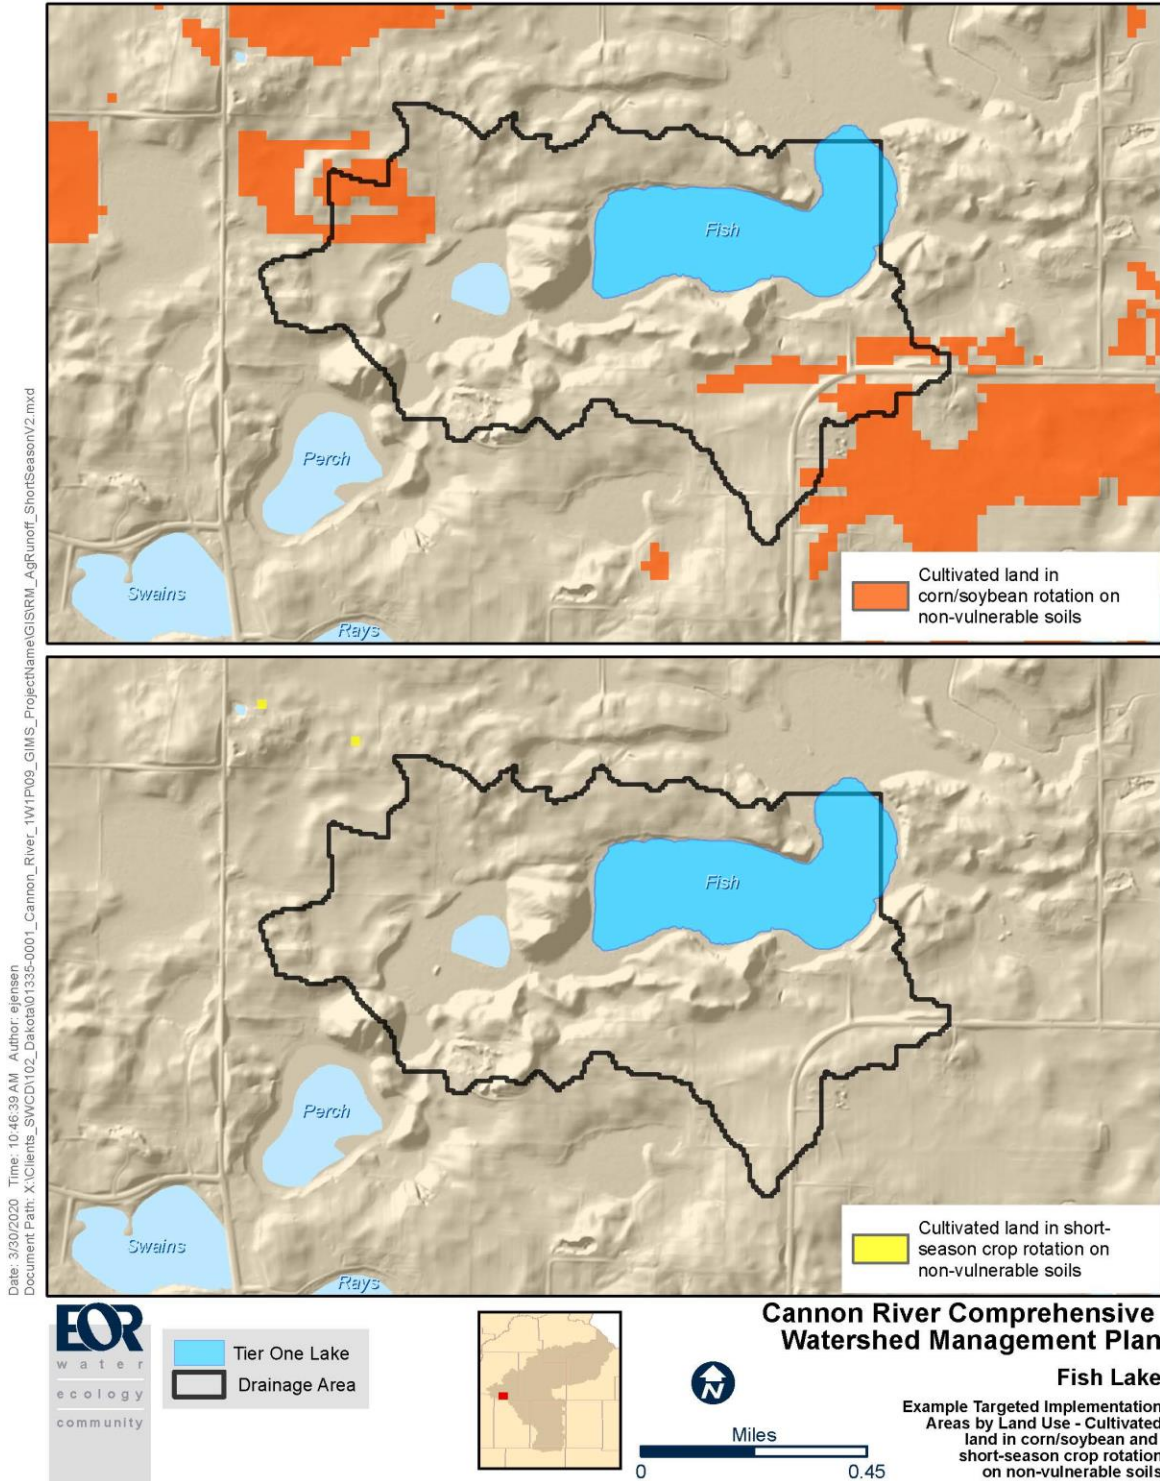 Fish
Perch
Swains
Rays
Cultivated land in
corn/soybean rotation on
non-vulnerable soils
Fish
Perch
Swains
Rays
Cultivated land in short-
season crop rotation on
non-vulnerable soils
Date: 3/30/2020 Time: 10:46:39 AM Author: ejensen
Document Path: X:\Clients_SWCD\102_Dakota\01335-0001_Cannon_River_1W1P\09_GIMS_ProjectName\GIS\RM_AgRunoff_ShortSeasonV2.mxd
EOR
water
ecology
community
Tier One Lake
Drainage Area
N
Miles
0 0.45
Cannon River Comprehensive
Watershed Management Plan
Fish Lake
Example Targeted Implementation
Areas by Land Use - Cultivated
land in corn/soybean and
short-season crop rotation
on non-vulnerable soils